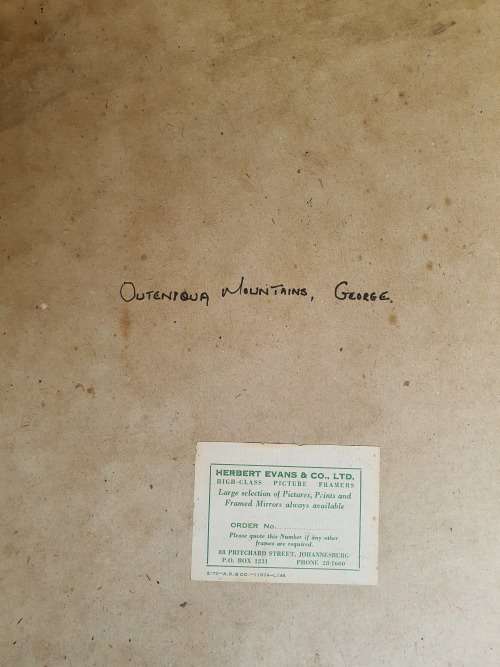 OUTENIQUA MOUNTAINS, GEORGE.
HERBERT EVANS & CO., LTD.
HIGH-CLASS PICTURE FRAMERS
Large selection of Pictures, Prints and
Framed Mirrors always available
ORDER No.
Please quote this Number if any other
frames are required.
88 PRITCHARD STREET, JOHANNESBURG
P.O. BOX 1231 PHONE 28-1660